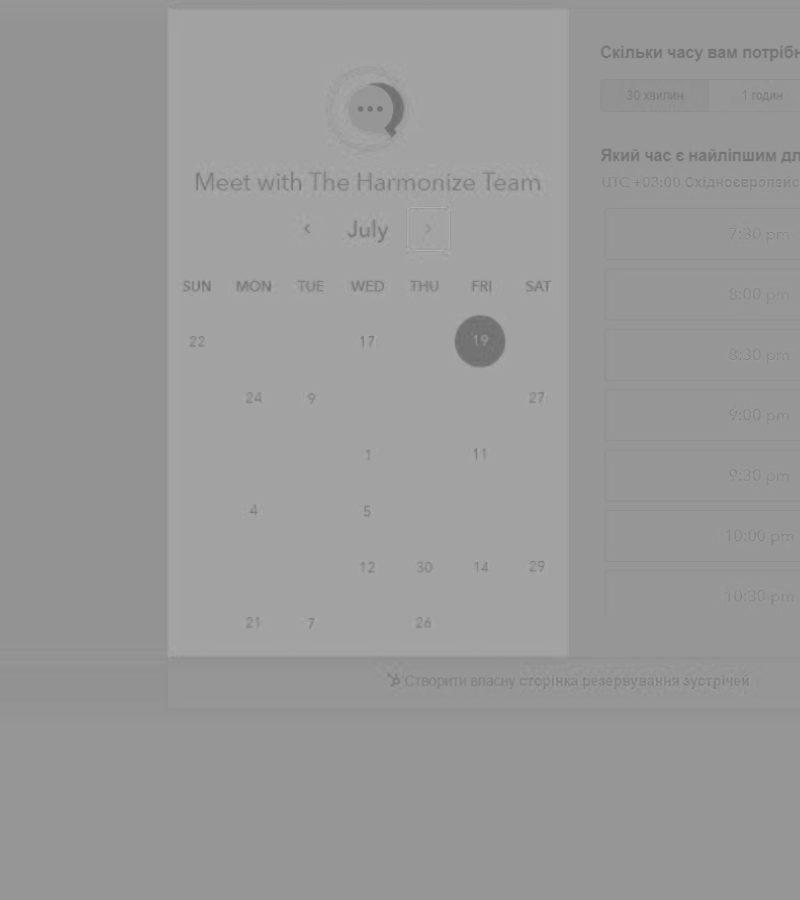 Meet with The Harmonize Team
‹ July ›
SUN MON TUE WED THU FRI SAT
22 17 19
24 9 27
1 11
4 5
12 30 14 29
21 7 26
Скільки часу вам потрібн
30 хвилин 1 годин
Який час є найліпшим дл
UTC +03:00 Східноєвропейс
7:30 pm
8:00 pm
8:30 pm
9:00 pm
9:30 pm
10:00 pm
10:30 pm
Створити власну сторінка резервування зустрічей